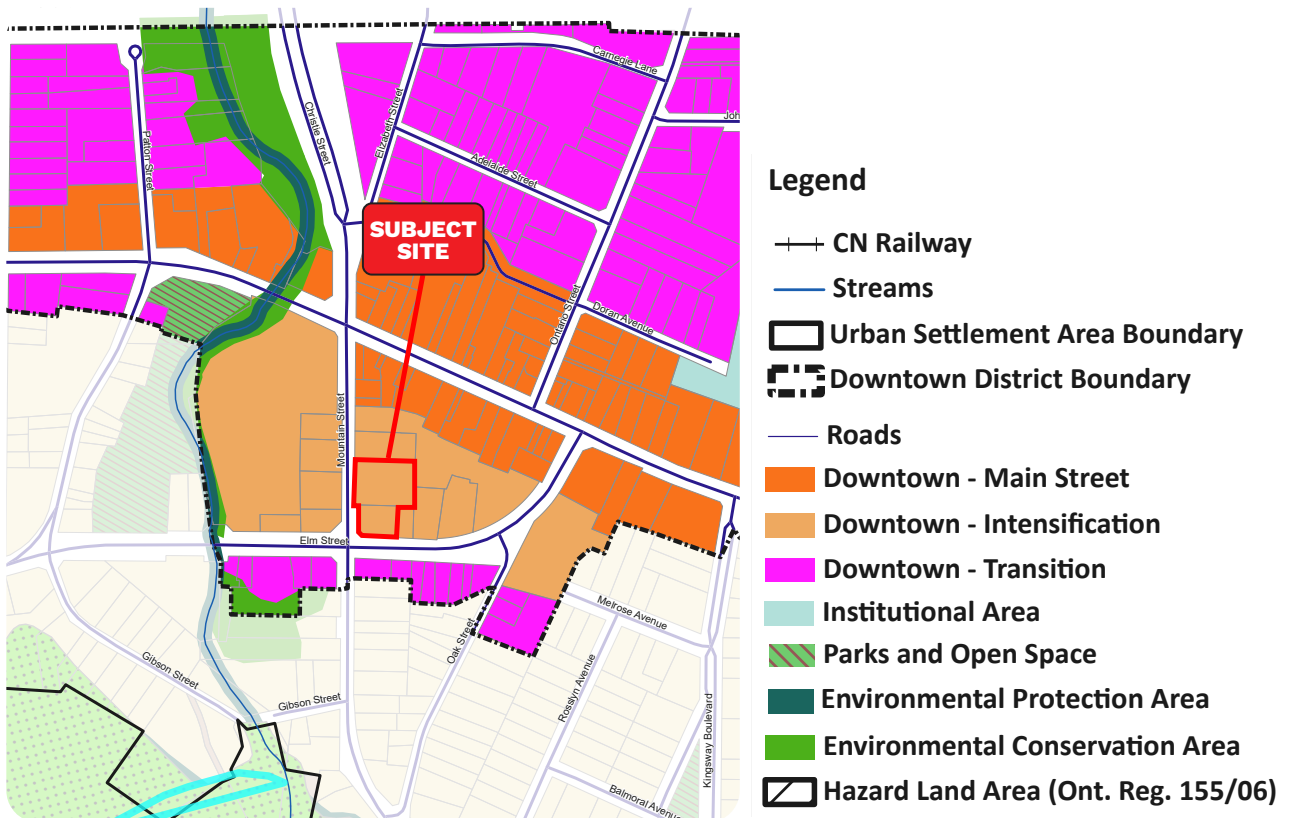 Carnegie Lane
Christie Street
Elizabeth Street
Joh
Patton Street
Adelaide Street
SUBJECT
SITE
Ontario Street
Doran Avenue
Mountain Street
Elm Street
Melrose Avenue
Oak Street
Gibson Street
Rosslyn Avenue
Gibson Street
Kingsway Boulevard
Balmoral Avenue
Legend
CN Railway
Streams
Urban Settlement Area Boundary
Downtown District Boundary
Roads
Downtown - Main Street
Downtown - Intensification
Downtown - Transition
Institutional Area
Parks and Open Space
Environmental Protection Area
Environmental Conservation Area
Hazard Land Area (Ont. Reg. 155/06)